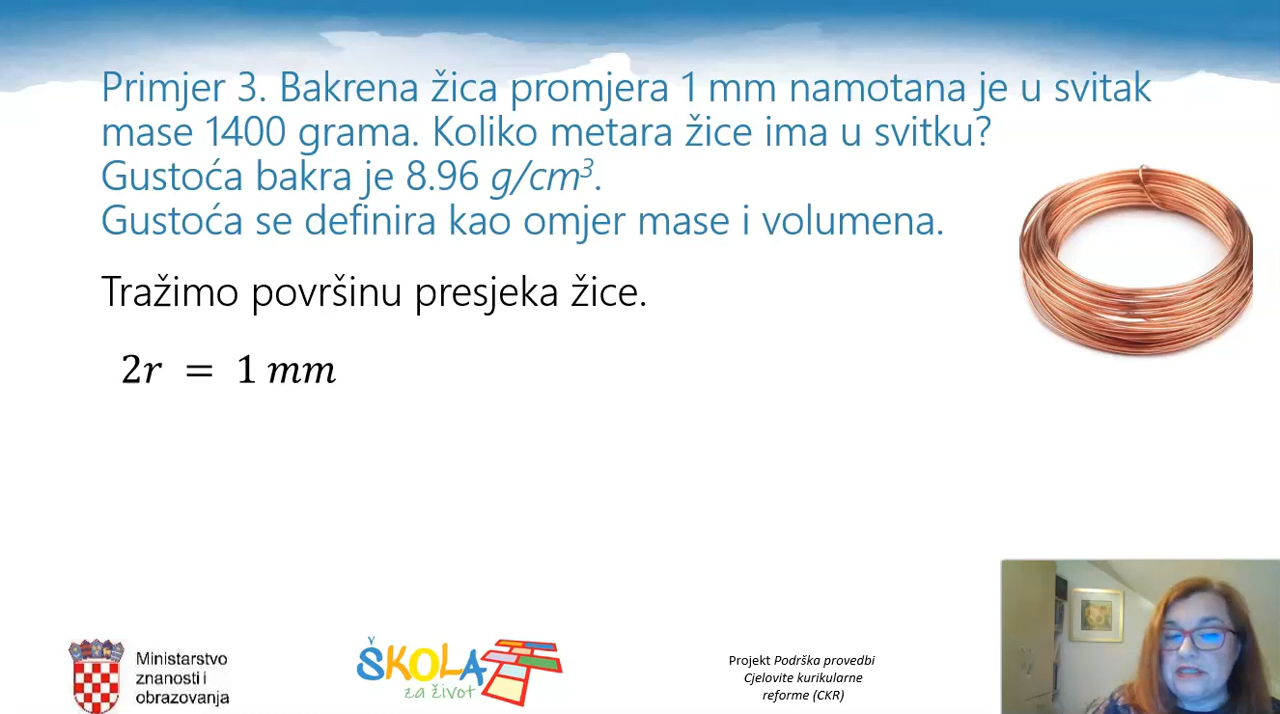 Primjer 3. Bakrena žica promjera 1 mm namotana je u svitak
mase 1400 grama. Koliko metara žice ima u svitku?
Gustoća bakra je 8.96 g/cm³.
Gustoća se definira kao omjer mase i volumena.
Tražimo površinu presjeka žice.
2r = 1 mm
Ministarstvo
znanosti i
obrazovanja
ŠKOLA
za život
Projekt Podrška provedbi
Cjelovite kurikularne
reforme (CKR)